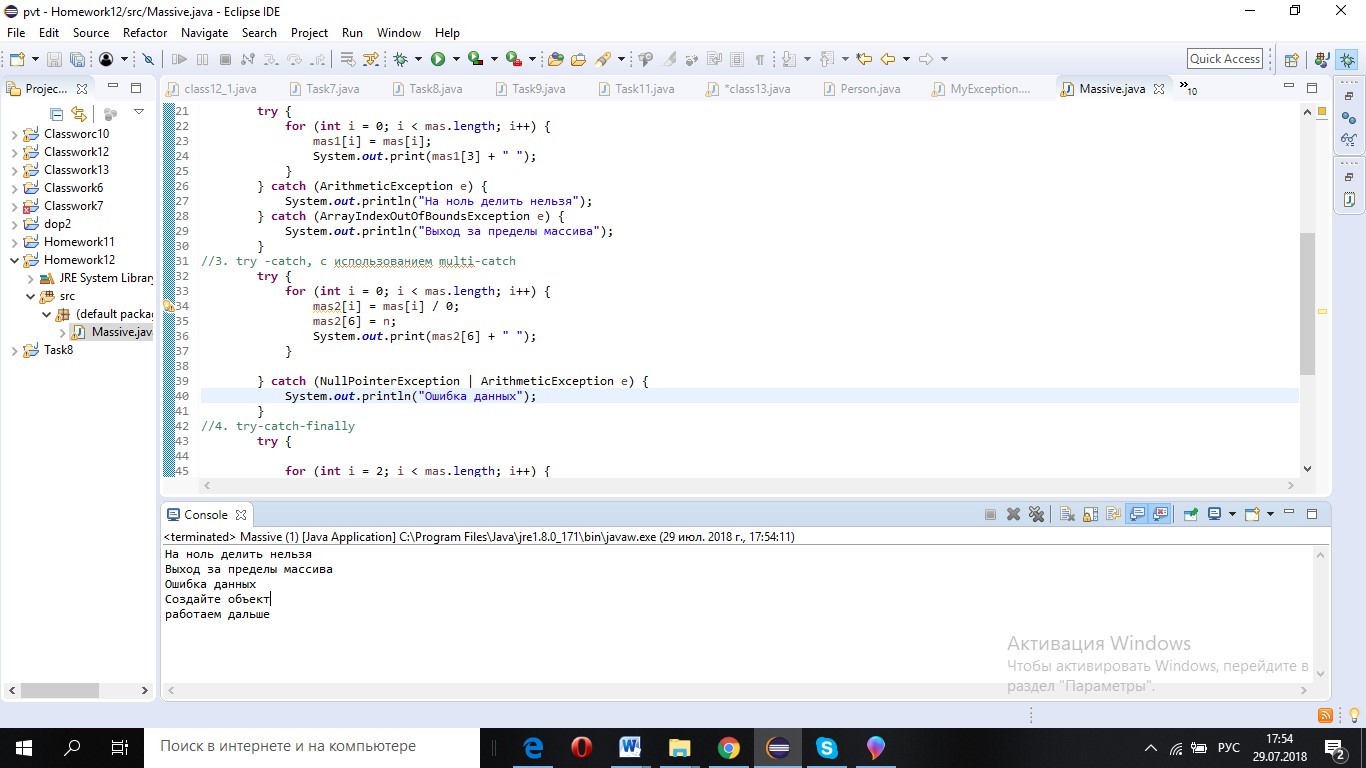 pvt - Homework12/src/Massive.java - Eclipse IDE
File Edit Source Refactor Navigate Search Project Run Window Help
Quick Access
Projec...
class12_1.java Task7.java Task8.java Task9.java Task11.java *class13.java Person.java MyException.... Massive.java »10
Classworc10
Classwork12
Classwork13
Classwork6
Classwork7
dop2
Homework11
Homework12
JRE System Library
src
(default packa
Massive.jav
Task8
21 try {
22 for (int i = 0; i < mas.length; i++) {
23 mas1[i] = mas[i];
24 System.out.print(mas1[3] + " ");
25 }
26 } catch (ArithmeticException e) {
27 System.out.println("На ноль делить нельзя");
28 } catch (ArrayIndexOutOfBoundsException e) {
29 System.out.println("Выход за пределы массива");
30 }
31 //3. try -catch, с использованием multi-catch
32 try {
33 for (int i = 0; i < mas.length; i++) {
34 mas2[i] = mas[i] / 0;
35 mas2[6] = n;
36 System.out.print(mas2[6] + " ");
37 }
38
39 } catch (NullPointerException | ArithmeticException e) {
40 System.out.println("Ошибка данных");
41 }
42 //4. try-catch-finally
43 try {
44
45 for (int i = 2; i < mas.length; i++) {
Console
<terminated> Massive (1) [Java Application] C:\Program Files\Java\jre1.8.0_171\bin\javaw.exe (29 июл. 2018 г., 17:54:11)
На ноль делить нельзя
Выход за пределы массива
Ошибка данных
Создайте объект
работаем дальше
Активация Windows
Чтобы активировать Windows, перейдите в
раздел "Параметры".
Поиск в интернете и на компьютере
РУС
17:54
29.07.2018
2